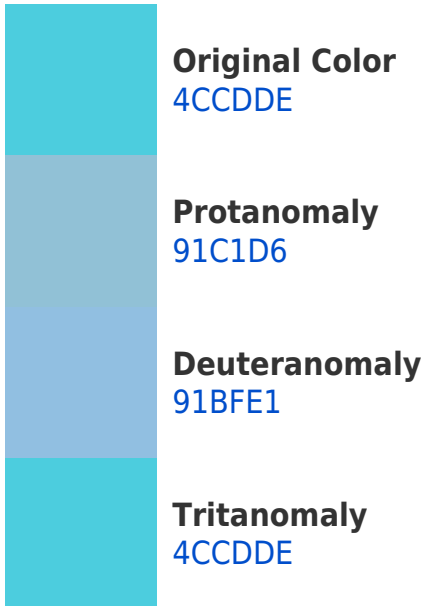 Original Color
4CCDDE
Protanomaly
91C1D6
Deuteranomaly
91BFE1
Tritanomaly
4CCDDE